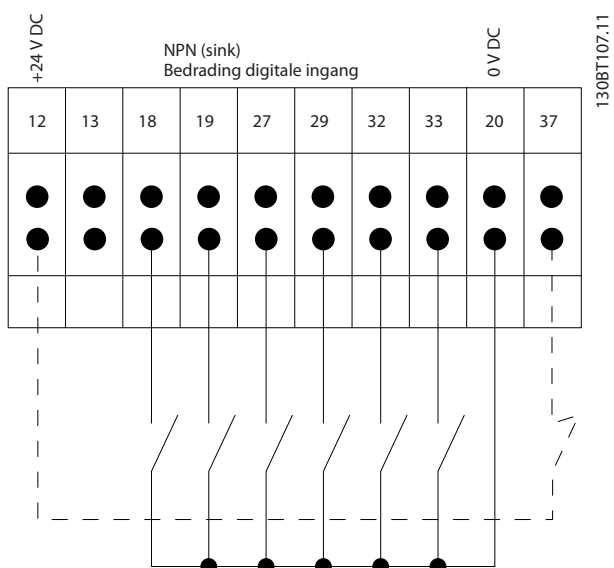 +24 V DC
NPN (sink)
Bedrading digitale ingang
0 V DC
130BT107.11
12 13 18 19 27 29 32 33 20 37